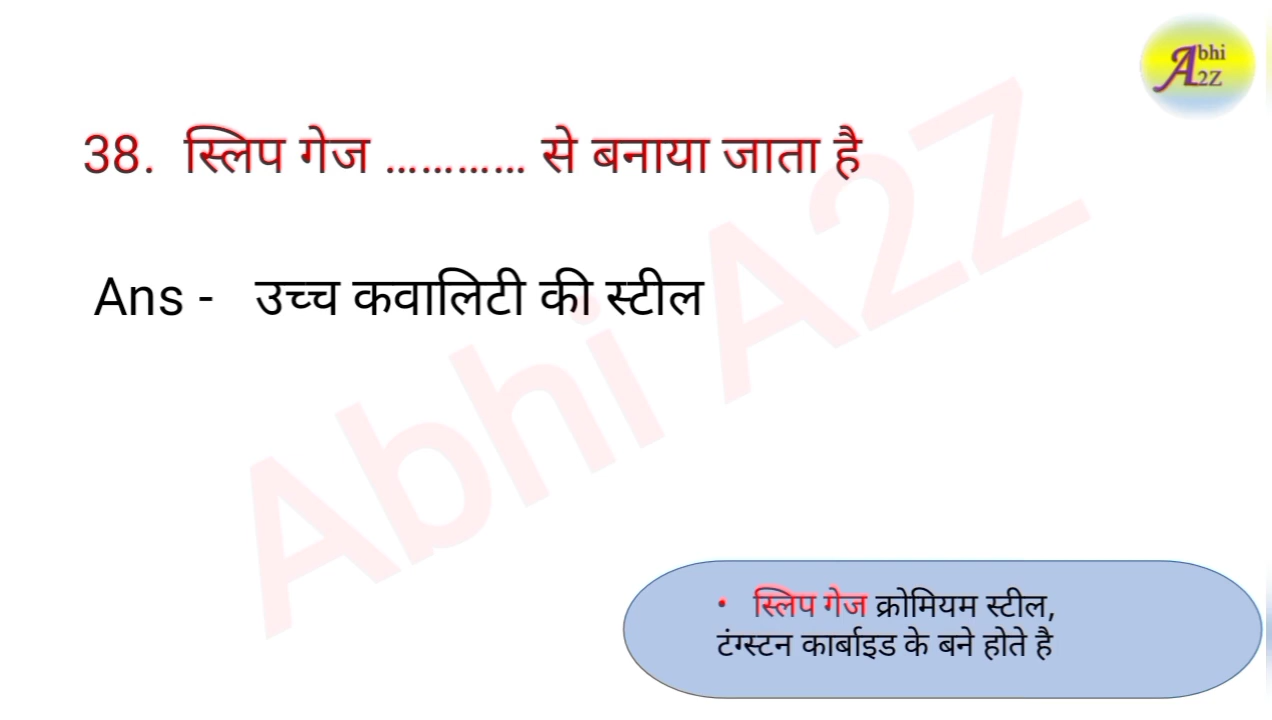 Abhi
A2Z
38. स्लिप गेज ............ से बनाया जाता है
Ans - उच्च कवालिटी की स्टील
Abhi A2Z
• स्लिप गेज क्रोमियम स्टील,
टंग्स्टन कार्बाइड के बने होते है